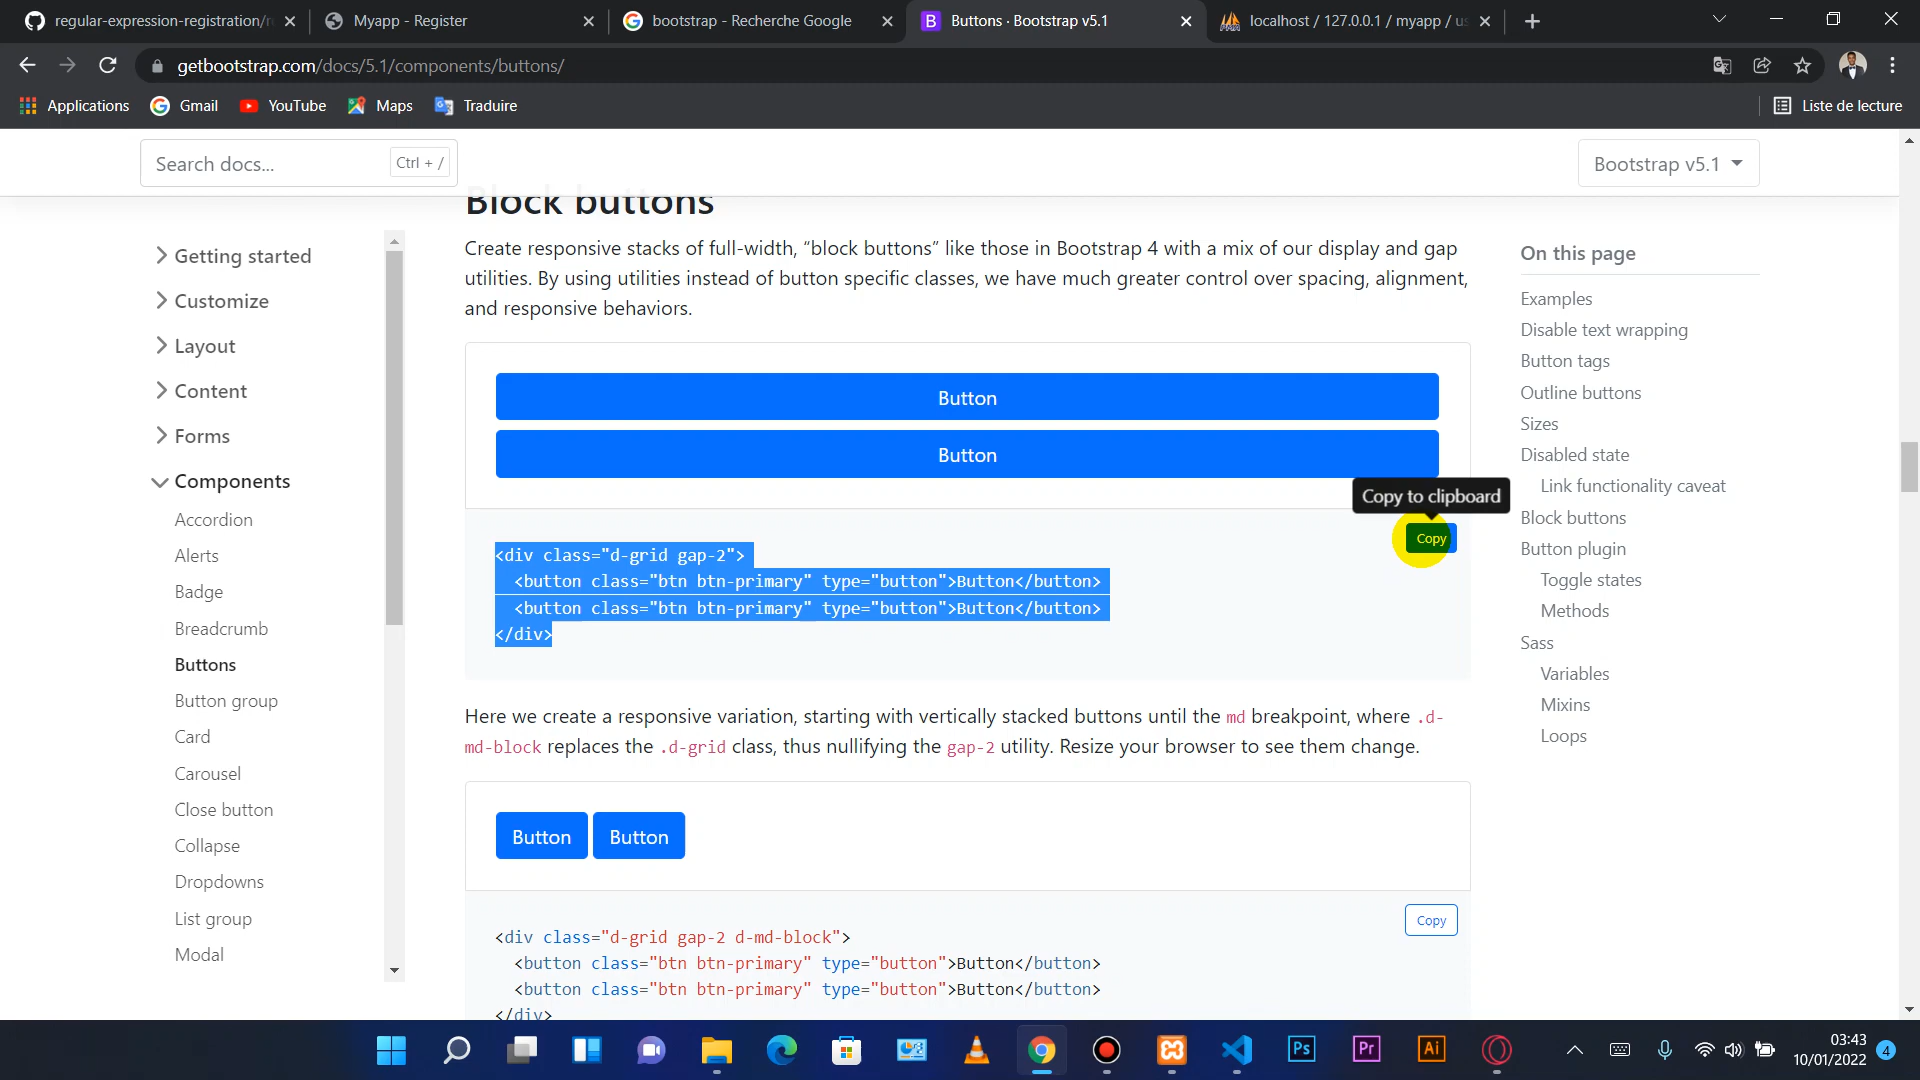 regular-expression-registration/r
Myapp - Register
bootstrap - Recherche Google
Buttons · Bootstrap v5.1
localhost / 127.0.0.1 / myapp / us
getbootstrap.com/docs/5.1/components/buttons/
Applications
Gmail
YouTube
Maps
Traduire
Liste de lecture
Search docs...
Ctrl + /
Bootstrap v5.1
Getting started
Customize
Layout
Content
Forms
Components
Accordion
Alerts
Badge
Breadcrumb
Buttons
Button group
Card
Carousel
Close button
Collapse
Dropdowns
List group
Modal
Block buttons
Create responsive stacks of full-width, “block buttons” like those in Bootstrap 4 with a mix of our display and gap
utilities. By using utilities instead of button specific classes, we have much greater control over spacing, alignment,
and responsive behaviors.
Button
Button
Copy to clipboard
Copy
<div class="d-grid gap-2">
<button class="btn btn-primary" type="button">Button</button>
<button class="btn btn-primary" type="button">Button</button>
</div>
Here we create a responsive variation, starting with vertically stacked buttons until the md breakpoint, where .d-
md-block replaces the .d-grid class, thus nullifying the gap-2 utility. Resize your browser to see them change.
Button
Button
Copy
<div class="d-grid gap-2 d-md-block">
<button class="btn btn-primary" type="button">Button</button>
<button class="btn btn-primary" type="button">Button</button>
</div>
On this page
Examples
Disable text wrapping
Button tags
Outline buttons
Sizes
Disabled state
Link functionality caveat
Block buttons
Button plugin
Toggle states
Methods
Sass
Variables
Mixins
Loops
Ps
Pr
Ai
03:43
10/01/2022
4